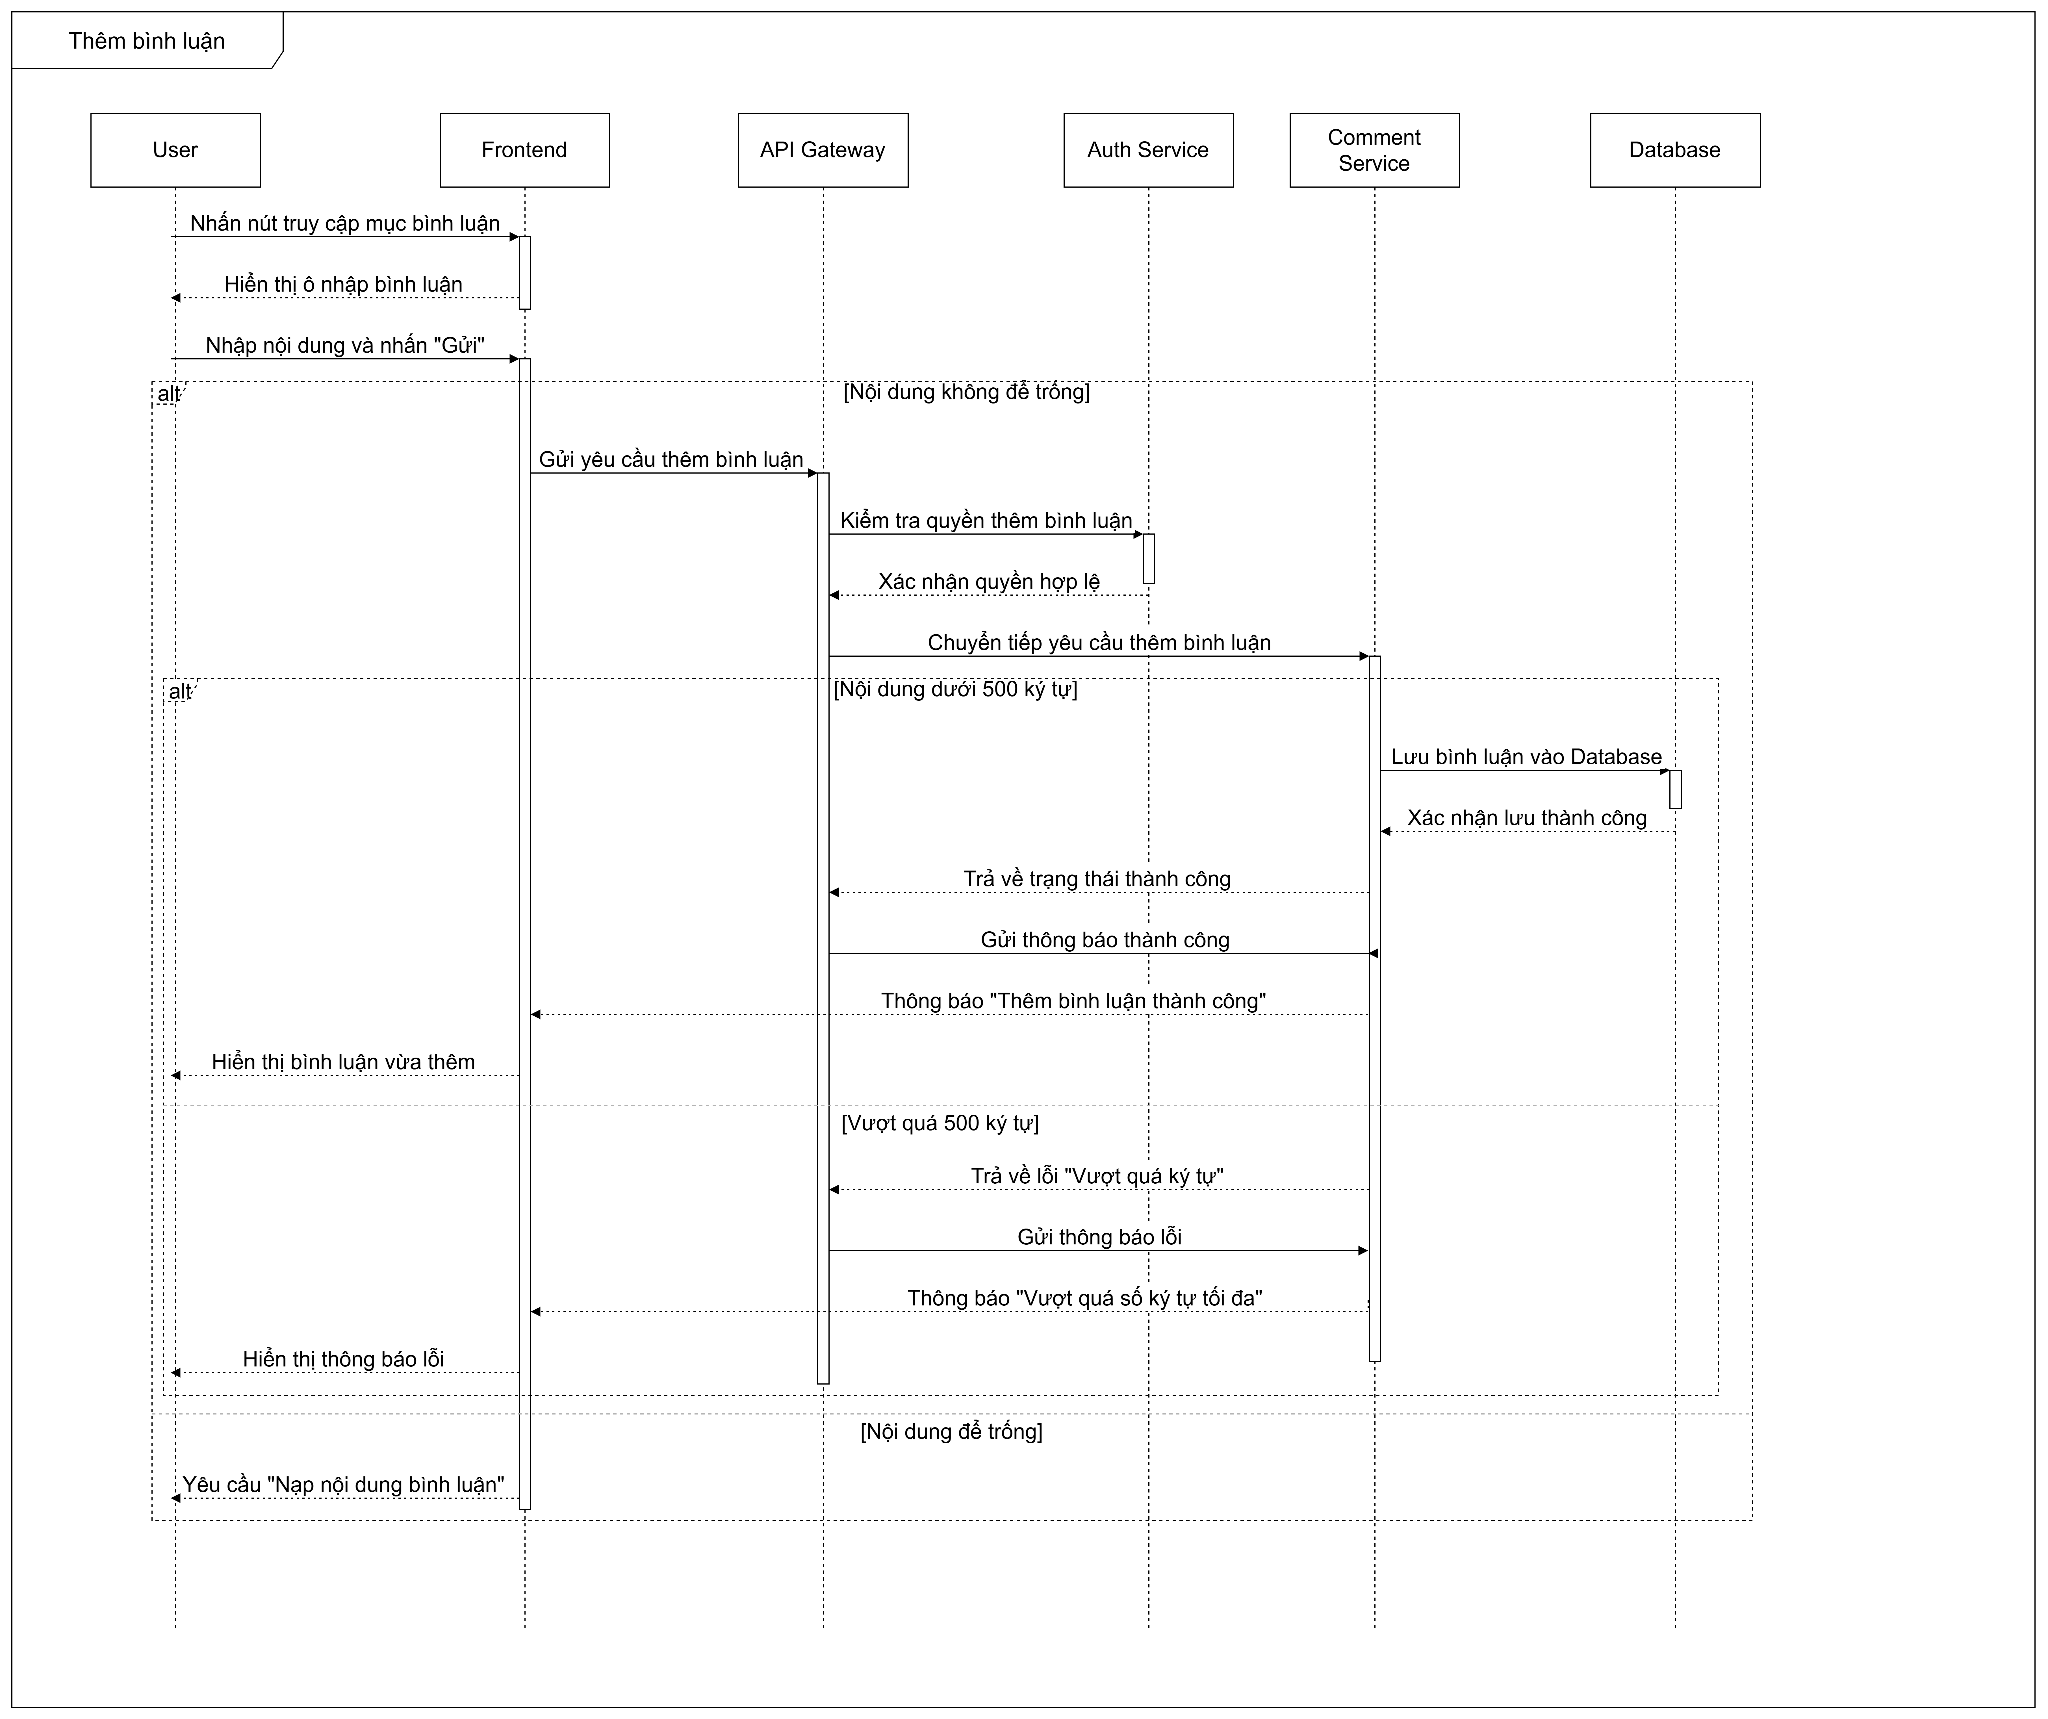 Thêm bình luận
User
Frontend
API Gateway
Auth Service
Comment
Service
Database
Nhấn nút truy cập mục bình luận
Hiển thị ô nhập bình luận
Nhập nội dung và nhấn "Gửi"
alt
[Nội dung không để trống]
Gửi yêu cầu thêm bình luận
Kiểm tra quyền thêm bình luận
Xác nhận quyền hợp lệ
Chuyển tiếp yêu cầu thêm bình luận
alt
[Nội dung dưới 500 ký tự]
Lưu bình luận vào Database
Xác nhận lưu thành công
Trả về trạng thái thành công
Gửi thông báo thành công
Thông báo "Thêm bình luận thành công"
Hiển thị bình luận vừa thêm
[Vượt quá 500 ký tự]
Trả về lỗi "Vượt quá ký tự"
Gửi thông báo lỗi
Thông báo "Vượt quá số ký tự tối đa"
Hiển thị thông báo lỗi
[Nội dung để trống]
Yêu cầu "Nạp nội dung bình luận"